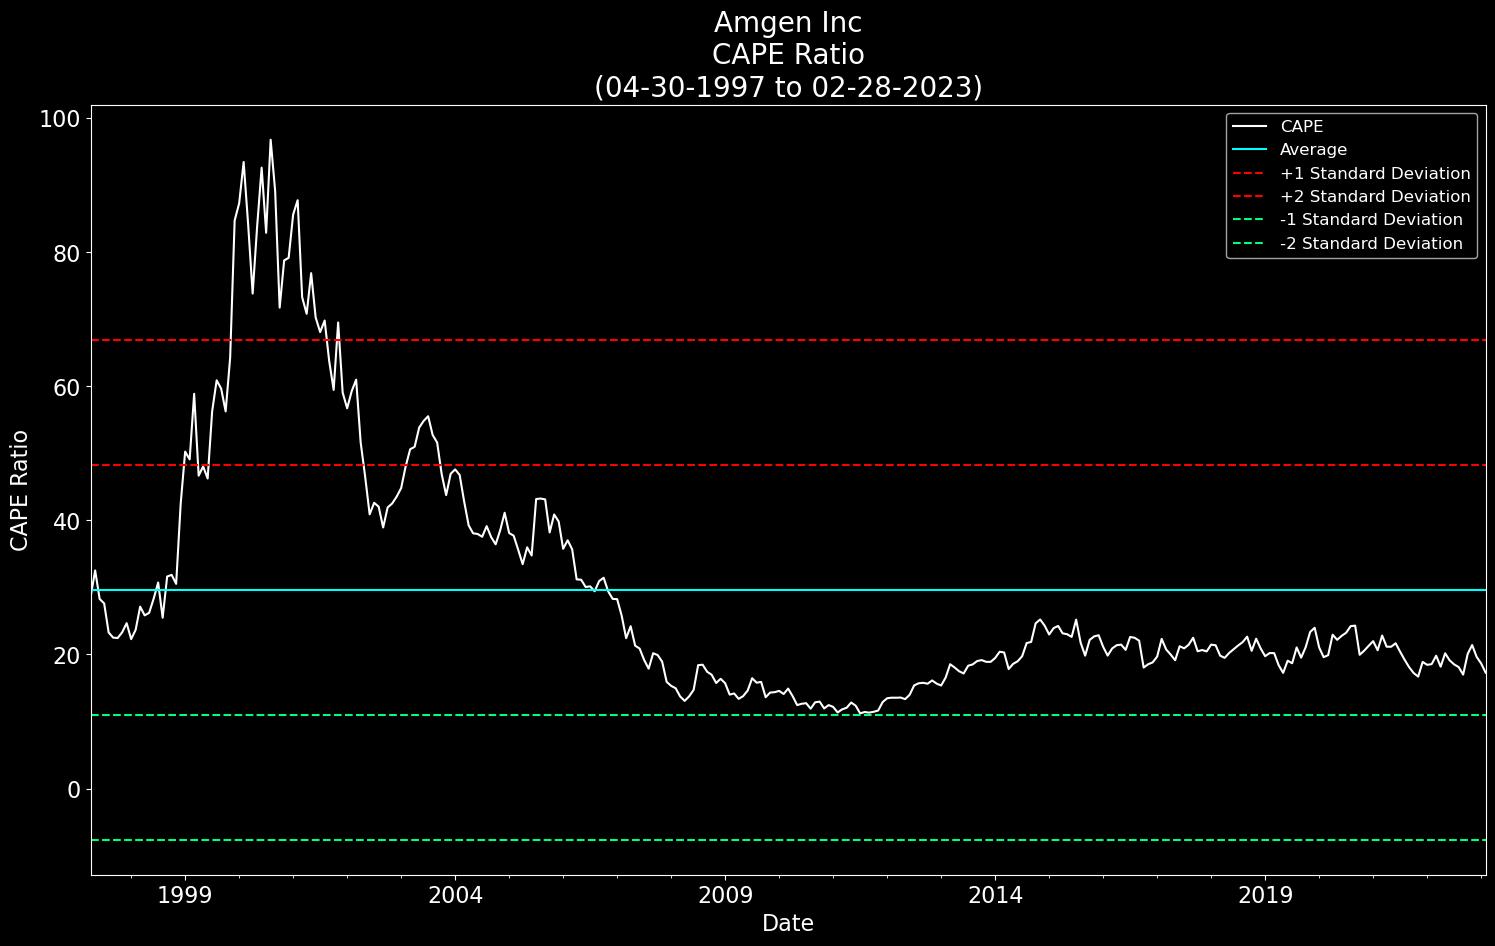 Amgen Inc
CAPE Ratio
(04-30-1997 to 02-28-2023)
100
80
60
40
20
0
CAPE Ratio
CAPE
Average
+1 Standard Deviation
+2 Standard Deviation
-1 Standard Deviation
-2 Standard Deviation
1999
2004
2009
2014
2019
Date